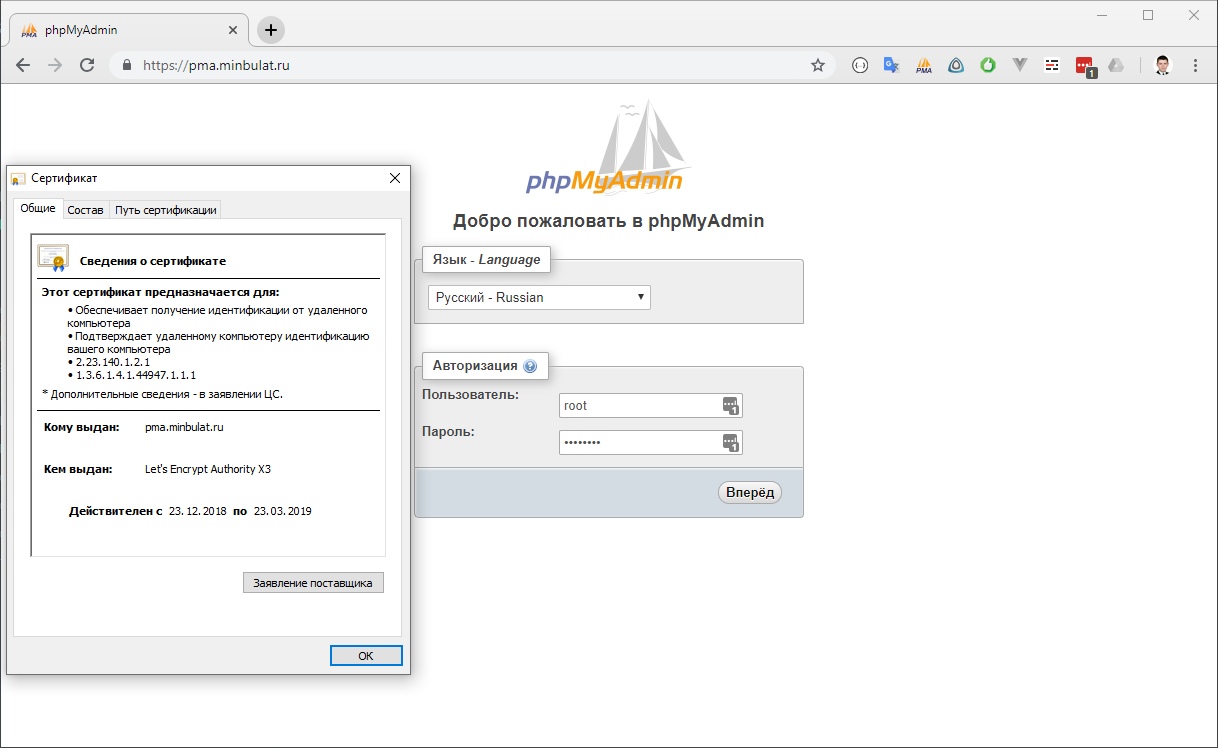 phpMyAdmin
https://pma.minbulat.ru
PMA
1
phpMyAdmin
Добро пожаловать в phpMyAdmin
Сертификат
Общие
Состав
Путь сертификации
Сведения о сертификате
Этот сертификат предназначается для:
• Обеспечивает получение идентификации от удаленного
компьютера
• Подтверждает удаленному компьютеру идентификацию
вашего компьютера
• 2.23.140.1.2.1
• 1.3.6.1.4.1.44947.1.1.1
* Дополнительные сведения - в заявлении ЦС.
Кому выдан: pma.minbulat.ru
Кем выдан: Let's Encrypt Authority X3
Действителен с 23.12.2018 по 23.03.2019
Заявление поставщика
OK
Язык - Language
Русский - Russian
Авторизация
Пользователь:
root
1
Пароль:
••••••••
1
Вперёд